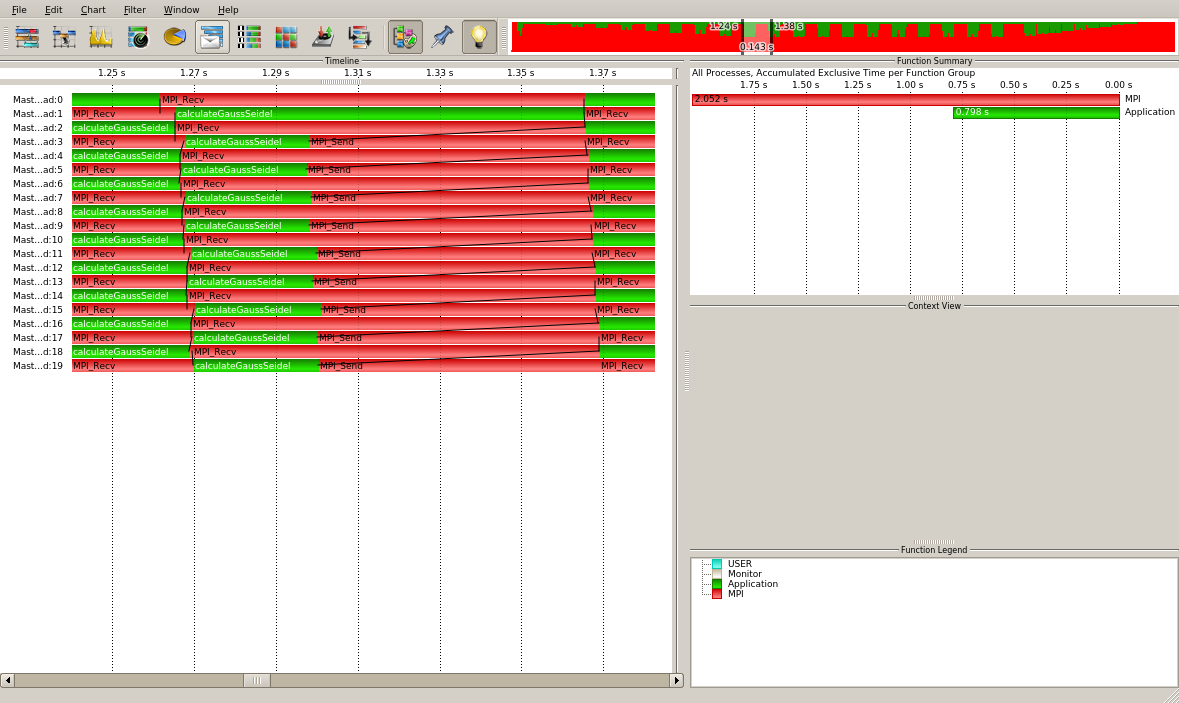 File Edit Chart Filter Window Help
1.24 s 1.38 s
0.143 s
Timeline
1.25 s 1.27 s 1.29 s 1.31 s 1.33 s 1.35 s 1.37 s
Mast...ad:0 MPI_Recv
Mast...ad:1 MPI_Recv calculateGaussSeidel MPI_Recv
Mast...ad:2 calculateGaussSeidel MPI_Recv
Mast...ad:3 MPI_Recv calculateGaussSeidel MPI_Send MPI_Recv
Mast...ad:4 calculateGaussSeidel MPI_Recv
Mast...ad:5 MPI_Recv calculateGaussSeidel MPI_Send MPI_Recv
Mast...ad:6 calculateGaussSeidel MPI_Recv
Mast...ad:7 MPI_Recv calculateGaussSeidel MPI_Send MPI_Recv
Mast...ad:8 calculateGaussSeidel MPI_Recv
Mast...ad:9 MPI_Recv calculateGaussSeidel MPI_Send MPI_Recv
Mast...d:10 calculateGaussSeidel MPI_Recv
Mast...d:11 MPI_Recv calculateGaussSeidel MPI_Send MPI_Recv
Mast...d:12 calculateGaussSeidel MPI_Recv
Mast...d:13 MPI_Recv calculateGaussSeidel MPI_Send MPI_Recv
Mast...d:14 calculateGaussSeidel MPI_Recv
Mast...d:15 MPI_Recv calculateGaussSeidel MPI_Send MPI_Recv
Mast...d:16 calculateGaussSeidel MPI_Recv
Mast...d:17 MPI_Recv calculateGaussSeidel MPI_Send MPI_Recv
Mast...d:18 calculateGaussSeidel MPI_Recv
Mast...d:19 MPI_Recv calculateGaussSeidel MPI_Send MPI_Recv
Function Summary
All Processes, Accumulated Exclusive Time per Function Group
1.75 s 1.50 s 1.25 s 1.00 s 0.75 s 0.50 s 0.25 s 0.00 s
2.052 s MPI
0.798 s Application
Context View
Function Legend
USER
Monitor
Application
MPI